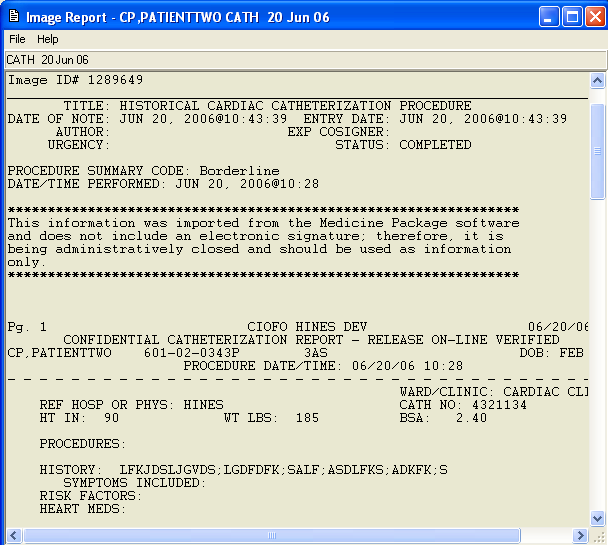 Image Report - CP,PATIENTTWO CATH 20 Jun 06
File Help
CATH 20 Jun 06
Image ID# 1289649
TITLE: HISTORICAL CARDIAC CATHETERIZATION PROCEDURE
DATE OF NOTE: JUN 20, 2006@10:43:39 ENTRY DATE: JUN 20, 2006@10:43:39
AUTHOR: EXP COSIGNER:
URGENCY: STATUS: COMPLETED
PROCEDURE SUMMARY CODE: Borderline
DATE/TIME PERFORMED: JUN 20, 2006@10:28
****************************************************************
This information was imported from the Medicine Package software
and does not include an electronic signature; therefore, it is
being administratively closed and should be used as information
only.
****************************************************************
Pg. 1 CIOFO HINES DEV 06/20/06
CONFIDENTIAL CATHETERIZATION REPORT - RELEASE ON-LINE VERIFIED
CP,PATIENTTWO 601-02-0343P 3AS DOB: FEB
PROCEDURE DATE/TIME: 06/20/06 10:28
- - - - - - - - - - - - - - - - - - - - - - - - - - - - - - - - - - - - -
WARD/CLINIC: CARDIAC CLI
REF HOSP OR PHYS: HINES CATH NO: 4321134
HT IN: 90 WT LBS: 185 BSA: 2.40
PROCEDURES:
HISTORY: LFKJDSLJGVDS;LGDFDFK;SALF;ASDLFKS;ADKFK;S
SYMPTOMS INCLUDED:
RISK FACTORS:
HEART MEDS: